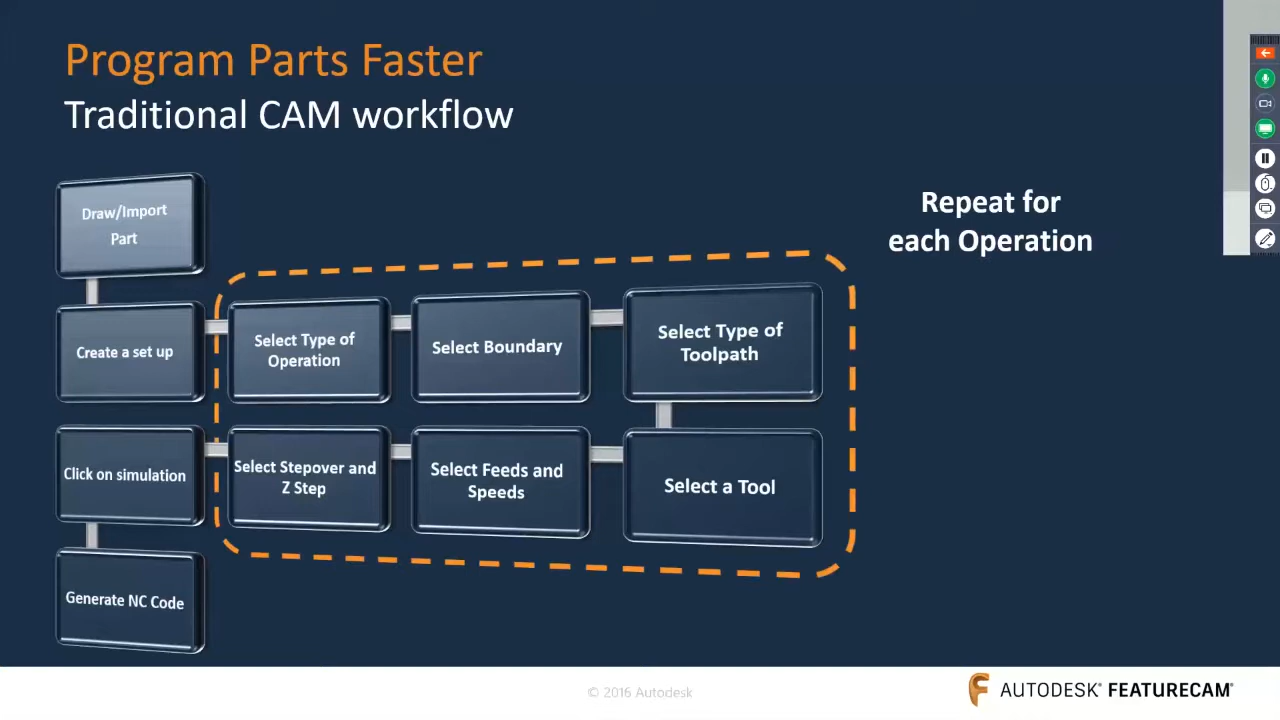 Program Parts Faster
Traditional CAM workflow
Repeat for
each Operation
Draw/Import
Part
Create a set up
Select Type of
Operation
Select Boundary
Select Type of
Toolpath
Select a Tool
Select Feeds and
Speeds
Select Stepover and
Z Step
Click on simulation
Generate NC Code
© 2016 Autodesk
AUTODESK® FEATURECAM®